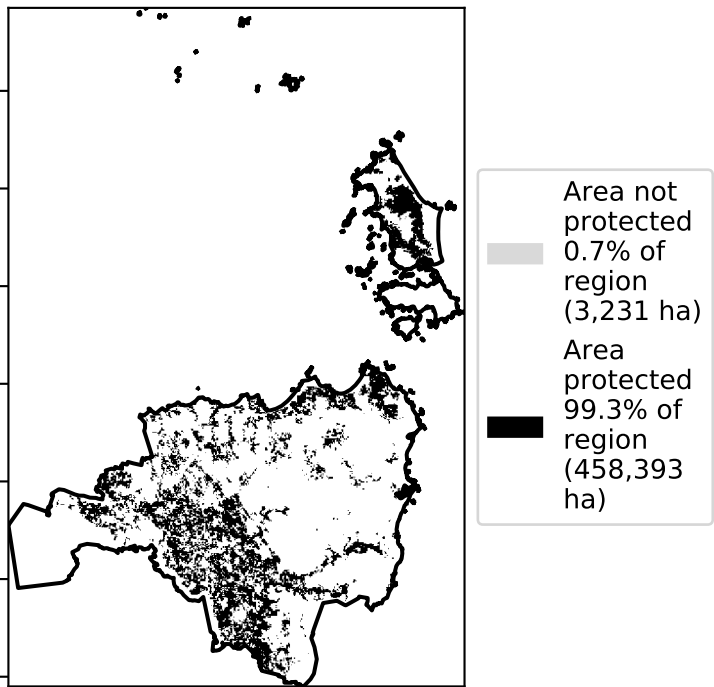 Area not
protected
0.7% of
region
(3,231 ha)
Area
protected
99.3% of
region
(458,393
ha)